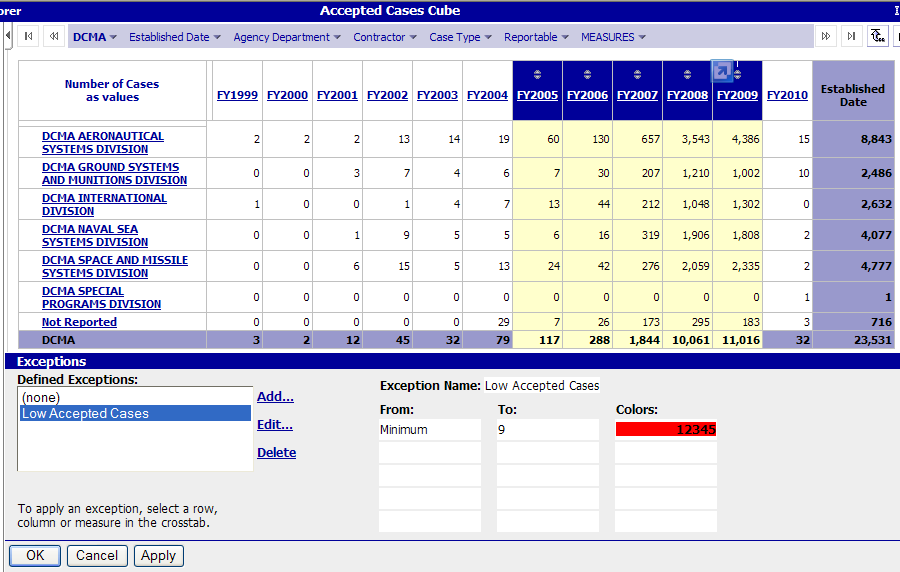 orer Accepted Cases Cube
DCMA Established Date Agency Department Contractor Case Type Reportable MEASURES
Number of Cases
as values
FY1999 FY2000 FY2001 FY2002 FY2003 FY2004 FY2005 FY2006 FY2007 FY2008 FY2009 FY2010 Established
Date
DCMA AERONAUTICAL
SYSTEMS DIVISION 2 2 2 13 14 19 60 130 657 3,543 4,386 15 8,843
DCMA GROUND SYSTEMS
AND MUNITIONS DIVISION 0 0 3 7 4 6 7 30 207 1,210 1,002 10 2,486
DCMA INTERNATIONAL
DIVISION 1 0 0 1 4 7 13 44 212 1,048 1,302 0 2,632
DCMA NAVAL SEA
SYSTEMS DIVISION 0 0 1 9 5 5 6 16 319 1,906 1,808 2 4,077
DCMA SPACE AND MISSILE
SYSTEMS DIVISION 0 0 6 15 5 13 24 42 276 2,059 2,335 2 4,777
DCMA SPECIAL
PROGRAMS DIVISION 0 0 0 0 0 0 0 0 0 0 0 1 1
Not Reported 0 0 0 0 0 29 7 26 173 295 183 3 716
DCMA 3 2 12 45 32 79 117 288 1,844 10,061 11,016 32 23,531
Exceptions
Defined Exceptions:
(none)
Low Accepted Cases
Add...
Edit...
Delete
To apply an exception, select a row,
column or measure in the crosstab.
Exception Name: Low Accepted Cases
From: To: Colors:
Minimum 9 12345
OK Cancel Apply